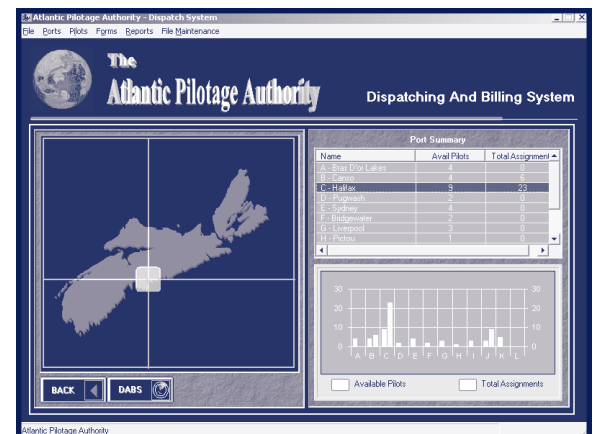 Atlantic Pilotage Authority - Dispatch System
File Ports Pilots Forms Reports File Maintenance
The
Atlantic Pilotage Authority
Dispatching And Billing System
Port Summary
Name Avail Pilots Total Assignment
A - Bras D'or Lakes 4 0
B - Canso 4 6
C - Halifax 9 23
D - Pugwash 2 0
E - Sydney 4 0
F - Bridgewater 2 0
G - Liverpool 3 0
H - Pictou 1 0
30 30
20 20
10 10
A B C D E F G H I J K L
Available Pilots Total Assignments
BACK DABS
Atlantic Pilotage Authority